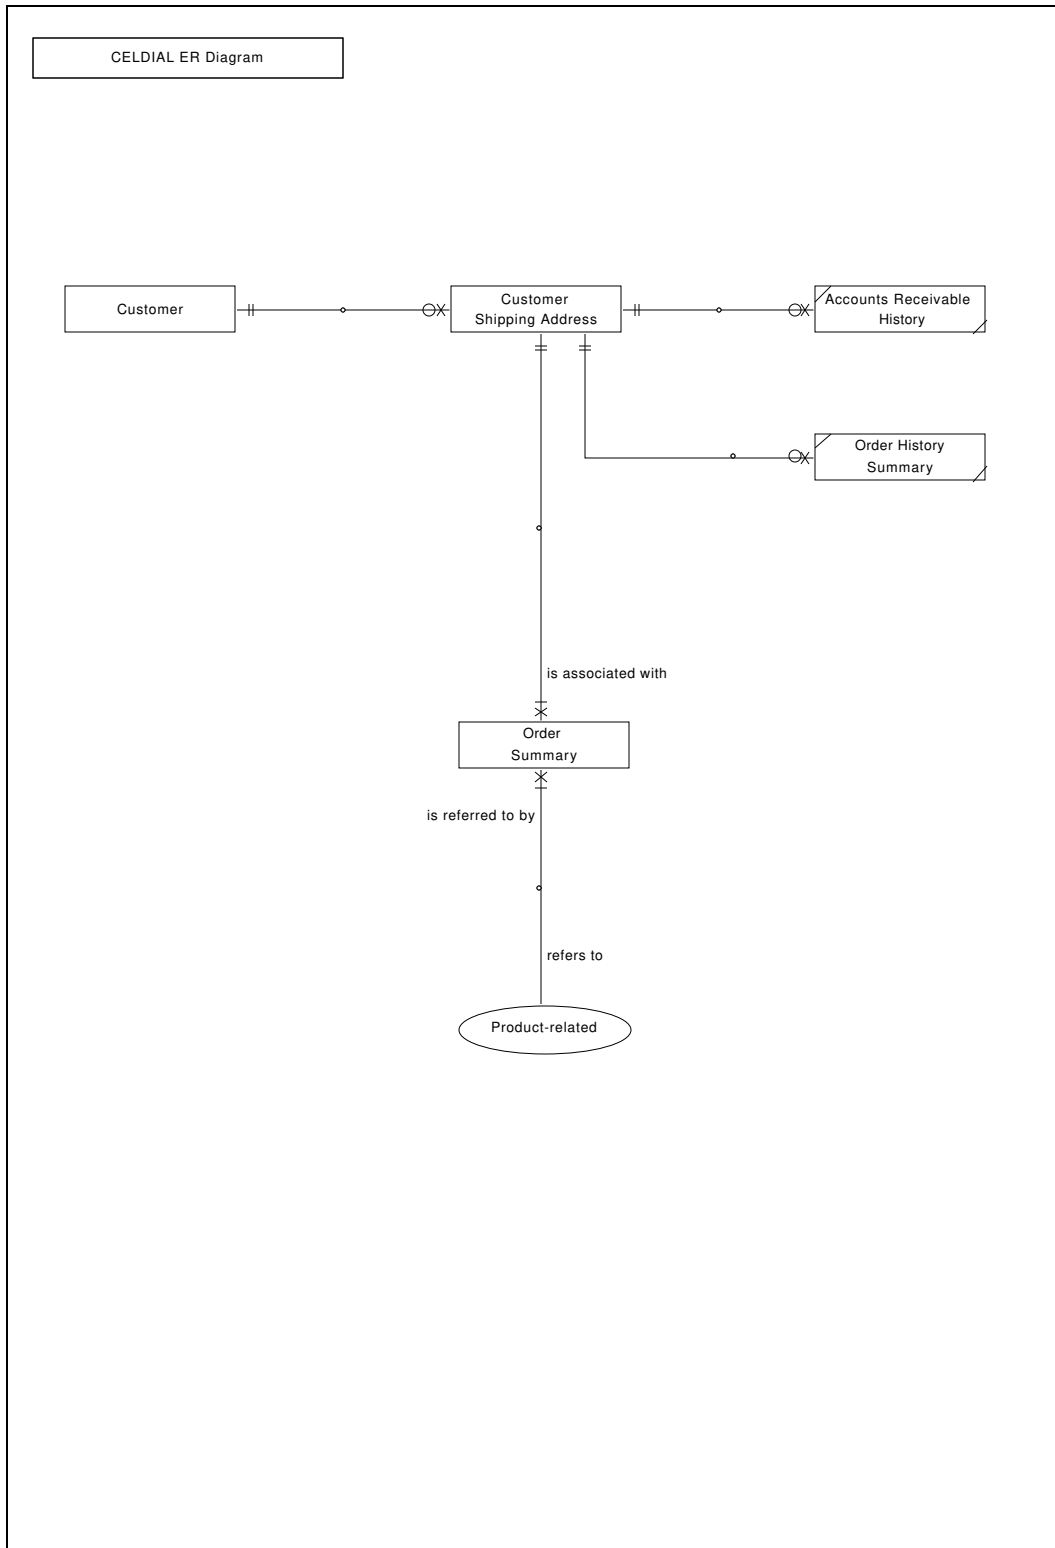 CELDIAL ER Diagram
Customer
Customer
Shipping Address
Accounts Receivable
History
Order History
Summary
is associated with
Order
Summary
is referred to by
refers to
Product-related